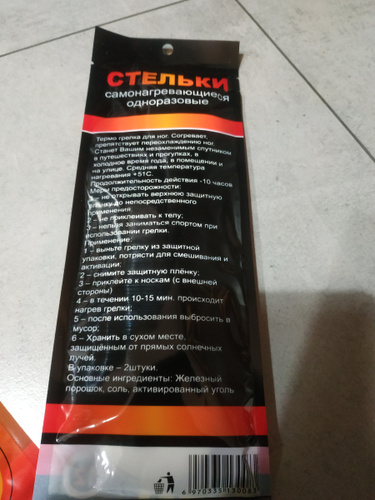 СТЕЛЬКИ
самонагревающиеся
одноразовые
Термо грелка для ног. Согревает,
препятствует переохлаждению ног.
Станет Вашим незаменимым спутником
в путешествиях и прогулках, в
холодное время года, в помещении и
на улице. Средняя температура
нагревания +51С.
Продолжительность действия -10 часов
Меры предосторожности:
1 – не открывать верхнюю защитную
до непосредственного
применения.
2 – не приклеивать к телу;
3 – нельзя заниматься спортом при
использовании грелки.
Применение:
1 – выньте грелку из защитной
упаковки, потрясти для смешивания и
активации;
2 – снимите защитную плёнку;
3 – приклейте к носкам (с внешней
стороны)
4 – в течении 10-15 мин. происходит
нагрев грелки;
5 – после использования выбросить в
мусор;
6 – Хранить в сухом месте,
защищённом от прямых солнечных
лучей.
В упаковке – 2штуки.
Основные ингредиенты: Железный
порошок, соль, активированный уголь